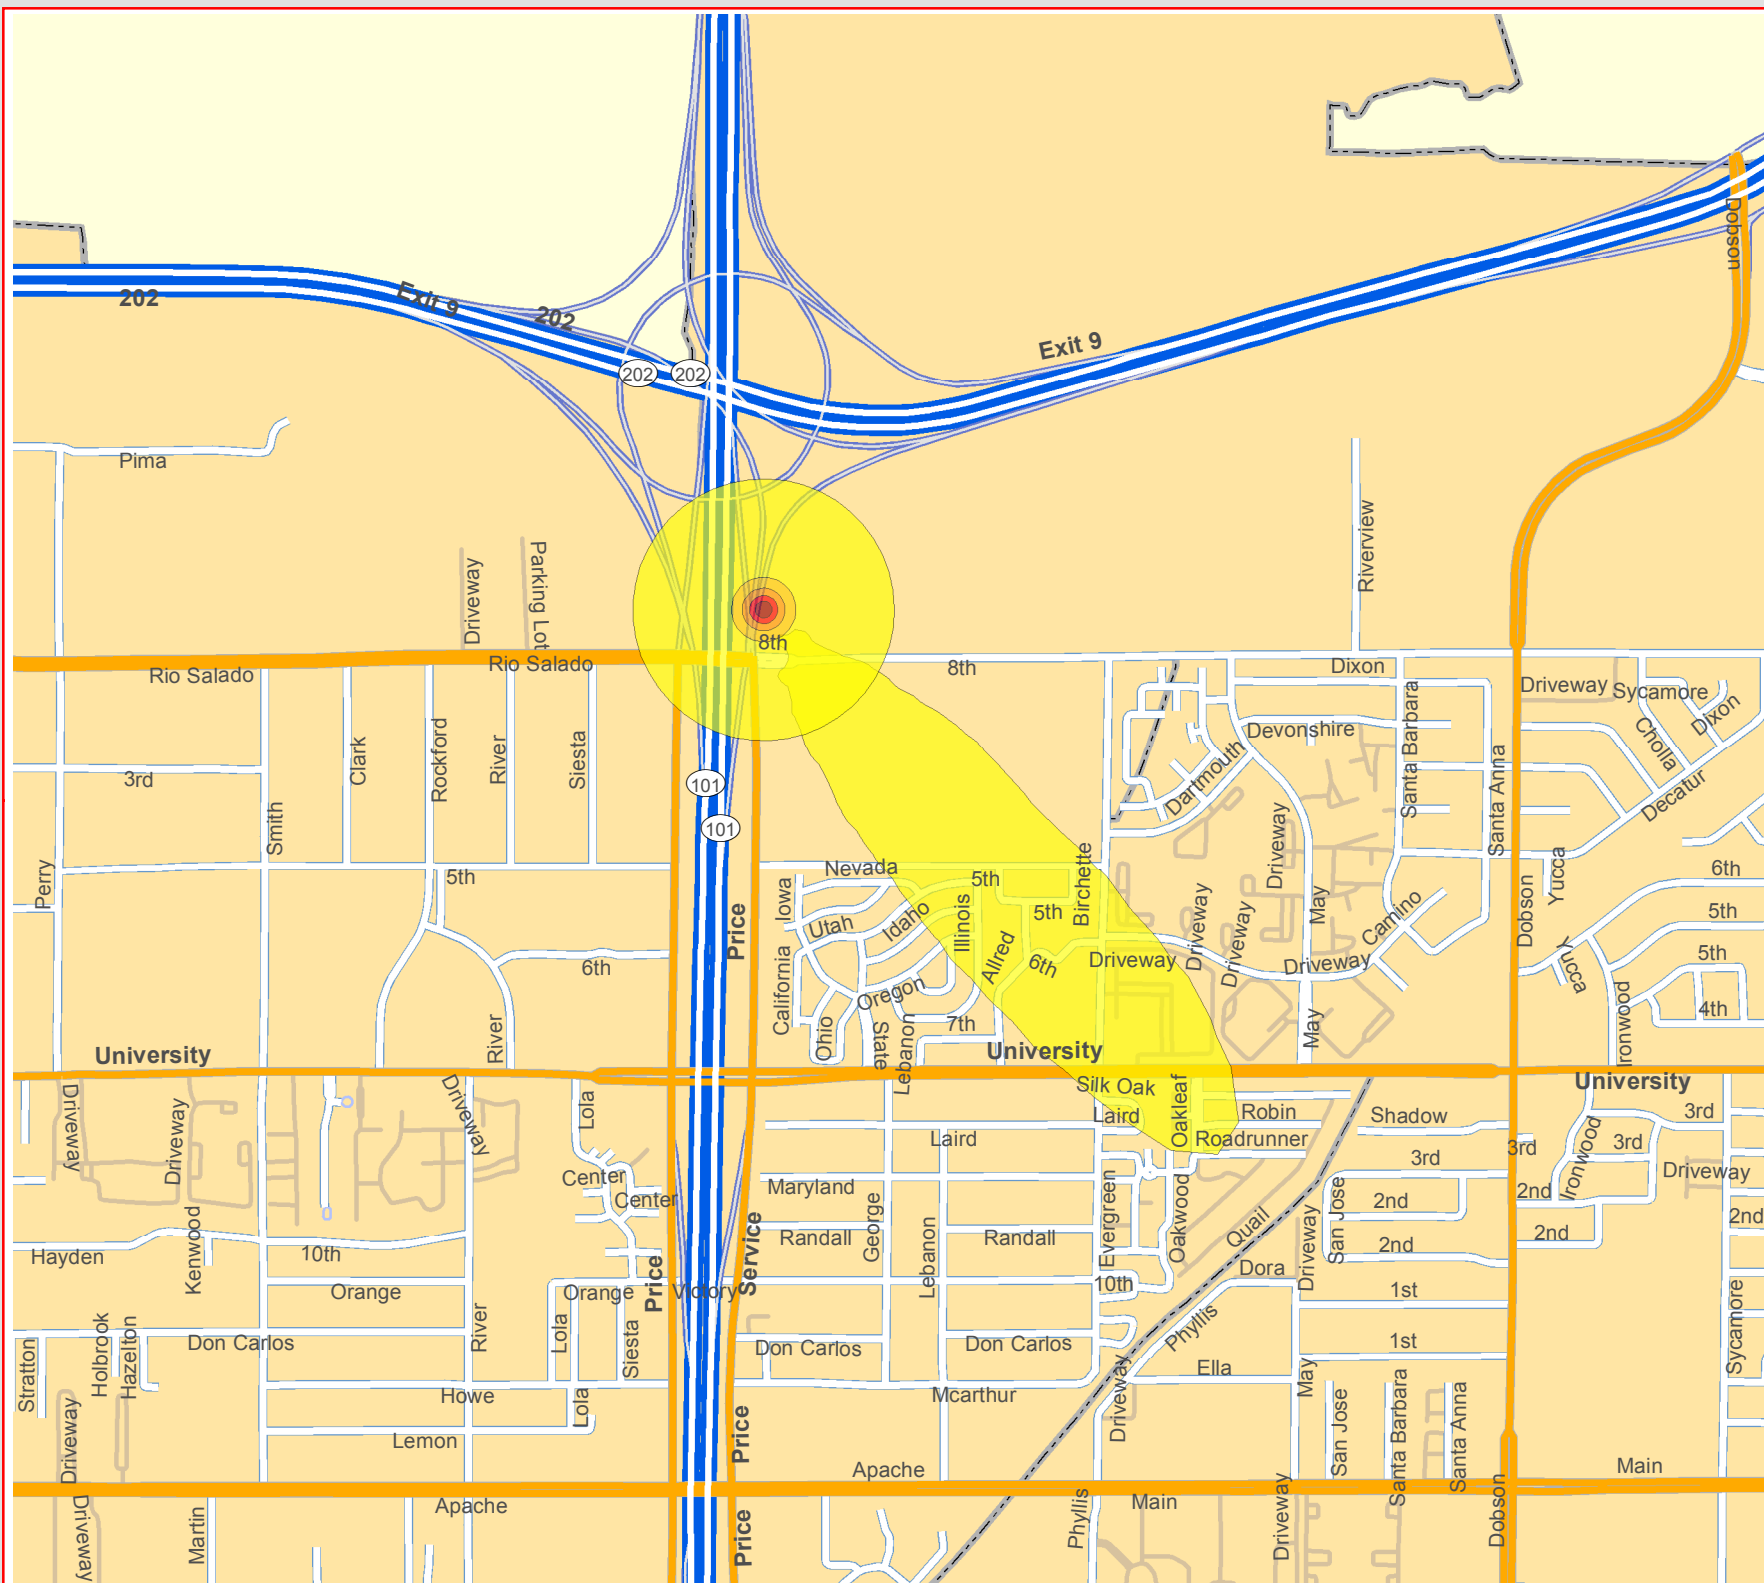 Dobson
202
Exit 9
202
Exit 9
202
202
Pima
Riverview
Driveway
Parking Lot
8th
Rio Salado
Rio Salado
8th
Dixon
Driveway
Sycamore
Dixon
Cholla
Decatur
Clark
Rockford
River
Siesta
3rd
Smith
101
101
Devonshire
Dartmouth
Santa Barbara
Santa Anna
Perry
5th
Nevada
5th
5th
Birchette
Driveway
May
Yucca
6th
5th
5th
4th
Iowa
Utah
Idaho
Illinois
Allred
6th
Driveway
Driveway
Driveway
Driveway
Camino
Dobson
Yucca
Ironwood
Price
6th
California
Oregon
Ohio
State
Lebanon
7th
May
River
University
University
University
Driveway
Driveway
Driveway
Lola
Silk Oak
Laird
Oakleaf
Robin
Roadrunner
Shadow
3rd
3rd
3rd
3rd
Ironwood
Driveway
Laird
Center
Center
Maryland
Randall
George
Lebanon
Randall
Evergreen
Oakwood
Quail
Driveway
San Jose
2nd
2nd
2nd
2nd
2nd
Hayden
Kenwood
10th
Orange
Orange
Price
Victory
Service
10th
Dora
1st
1st
Phyllis
Sycamore
Stratton
Holbrook
Hazelton
Don Carlos
River
Lola
Siesta
Don Carlos
Don Carlos
Ella
May
Howe
Lola
Mcarthur
Driveway
San Jose
Santa Barbara
Santa Anna
Driveway
Lemon
Price
Apache
Main
Apache
Main
Driveway
Martin
Price
Phyllis
Driveway
Dobson